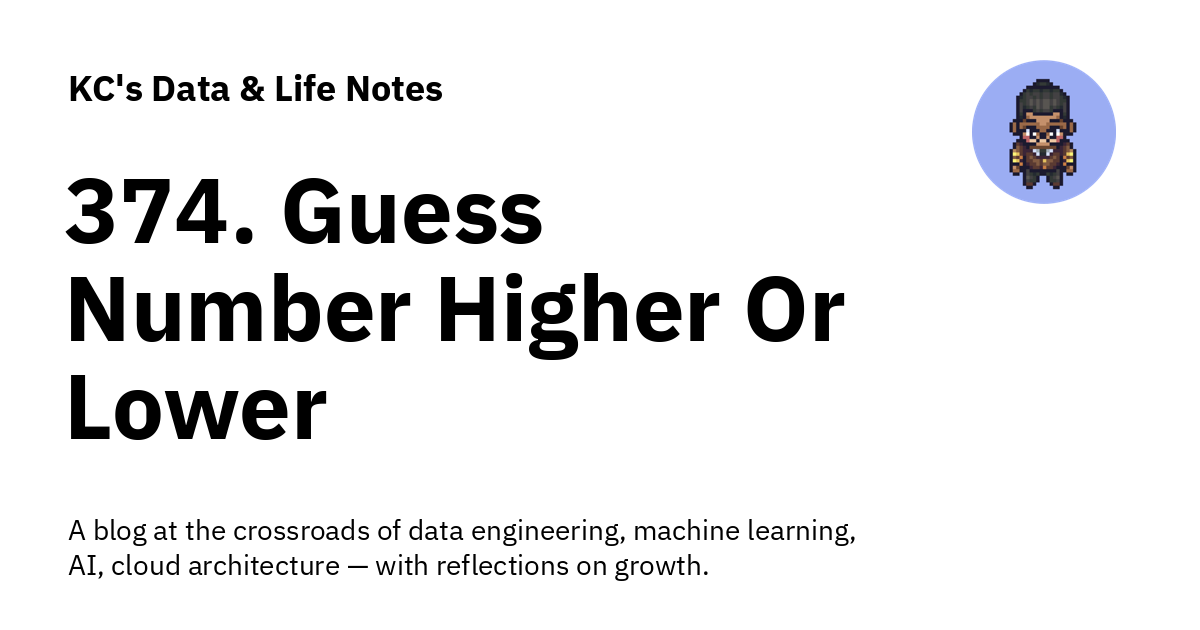 KC's Data & Life Notes
374. Guess
Number Higher Or
Lower
A blog at the crossroads of data engineering, machine learning,
AI, cloud architecture — with reflections on growth.